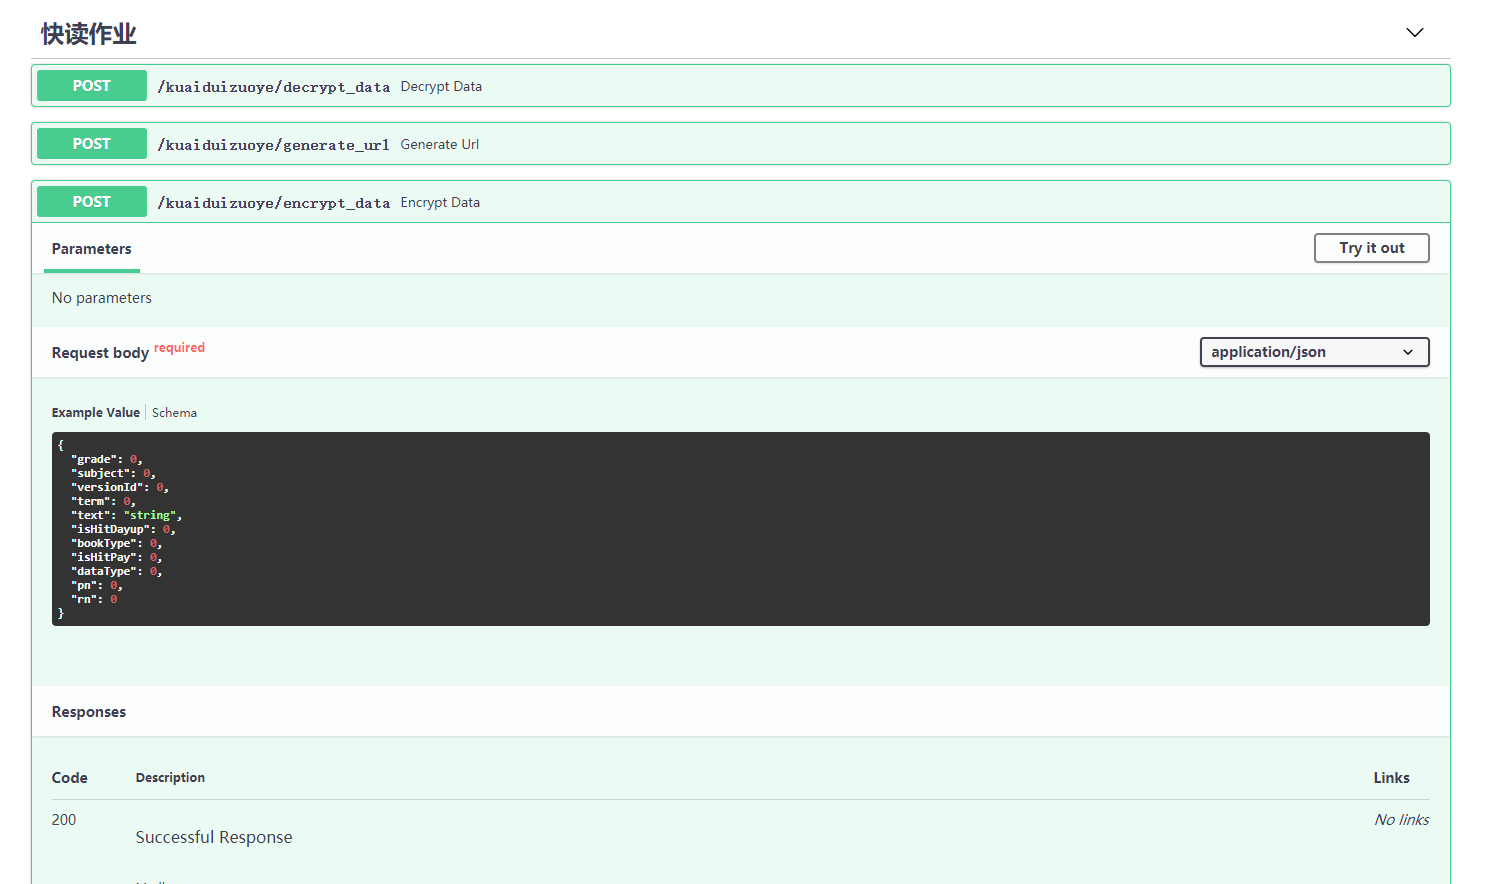 快读作业
POST /kuaiduizuoye/decrypt_data Decrypt Data
POST /kuaiduizuoye/generate_url Generate Url
POST /kuaiduizuoye/encrypt_data Encrypt Data
Parameters Try it out
No parameters
Request body required application/json
Example Value Schema
{
"grade": 0,
"subject": 0,
"versionId": 0,
"term": 0,
"text": "string",
"isHitDayup": 0,
"bookType": 0,
"isHitPay": 0,
"dataType": 0,
"pn": 0,
"rn": 0
}
Responses
Code Description Links
200 No links
Successful Response